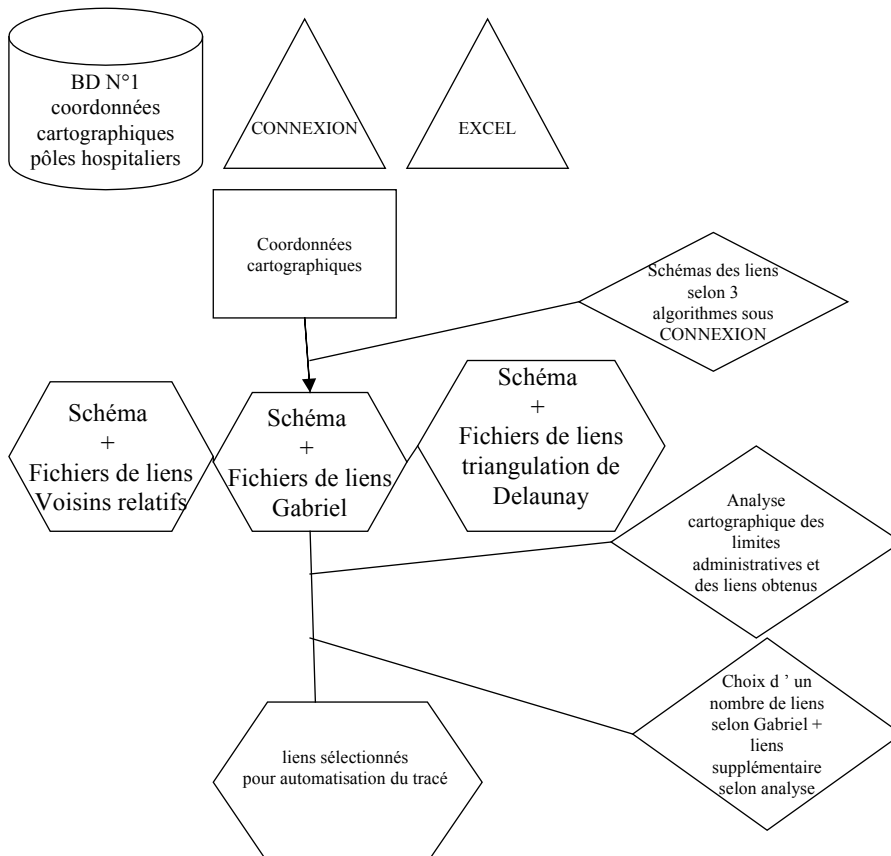 BD N°1
coordonnées
cartographiques
pôles hospitaliers
CONNEXION
EXCEL
Coordonnées
cartographiques
Schémas des liens
selon 3
algorithmes sous
CONNEXION
Schéma
+
Fichiers de liens
Voisins relatifs
Schéma
+
Fichiers de liens
Gabriel
Schéma
+
Fichiers de liens
triangulation de
Delaunay
Analyse
cartographique des
limites
administratives et
des liens obtenus
Choix d ’ un
nombre de liens
selon Gabriel +
liens
supplémentaire
selon analyse
liens sélectionnés
pour automatisation du tracé